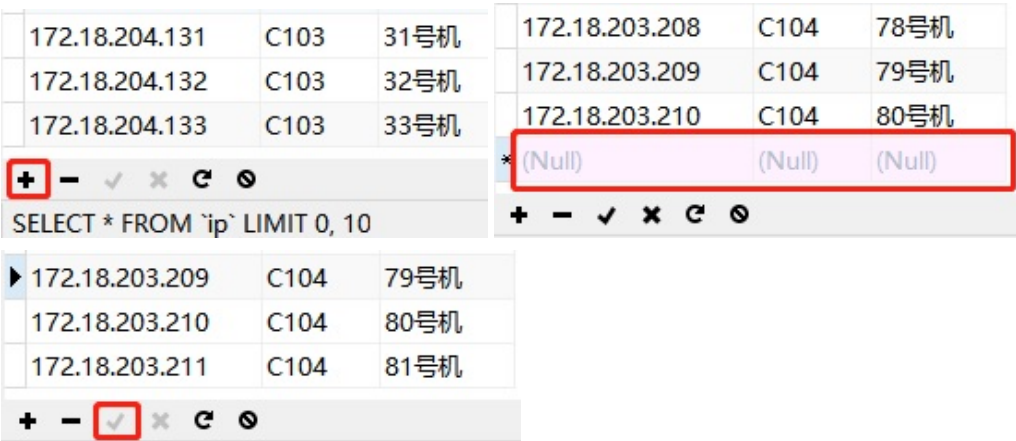 172.18.204.131 C103 31号机
172.18.204.132 C103 32号机
172.18.204.133 C103 33号机
SELECT * FROM `ip` LIMIT 0, 10
172.18.203.208 C104 78号机
172.18.203.209 C104 79号机
172.18.203.210 C104 80号机
* (Null) (Null) (Null)
172.18.203.209 C104 79号机
172.18.203.210 C104 80号机
172.18.203.211 C104 81号机